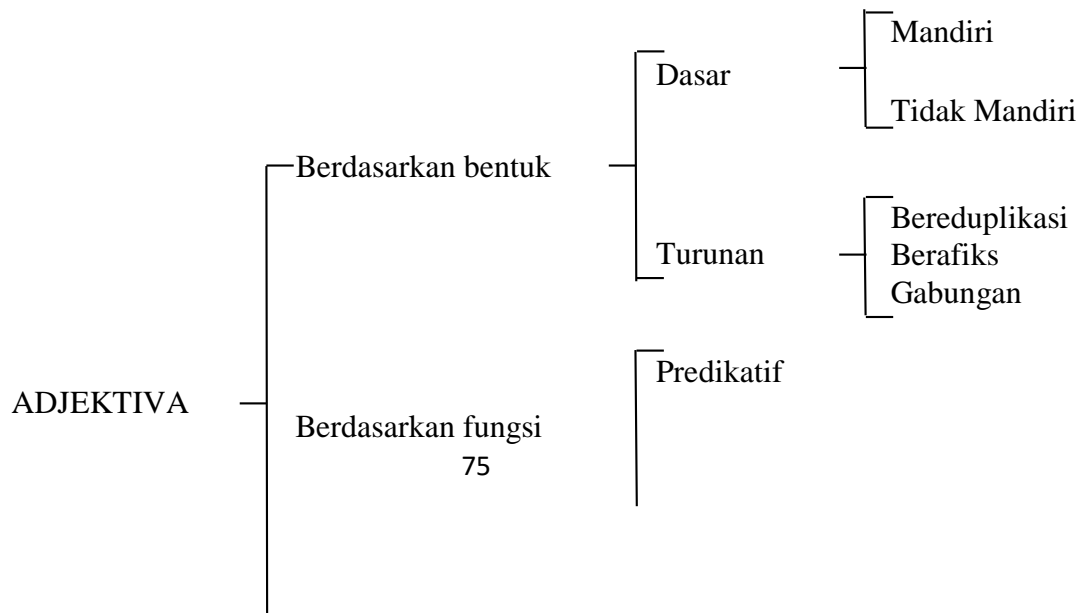 Mandiri
Dasar
Tidak Mandiri
Berdasarkan bentuk
Bereduplikasi
Turunan
Berafiks
Gabungan
Predikatif
ADJEKTIVA
Berdasarkan fungsi
75